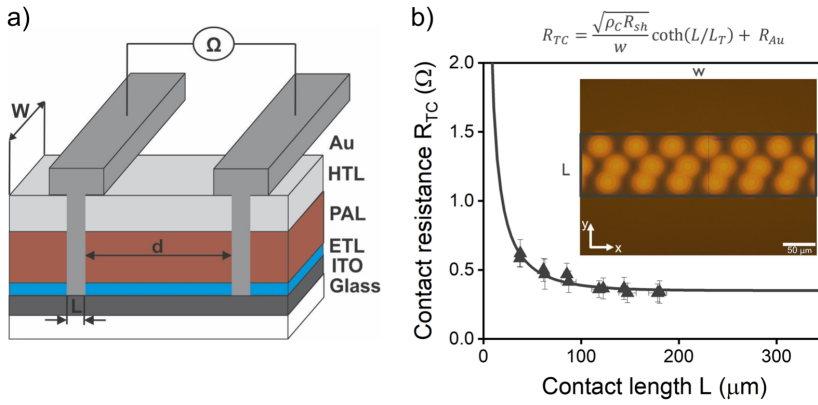 a)
Ω
W
Au
HTL
PAL
d
ETL
ITO
Glass
L
b)
R_TC = √(ρ_C R_sh) / w coth(L/L_T) + R_Au
Contact resistance R_TC (Ω)
2.0
1.5
1.0
0.5
0.0
w
L
y
x
50 µm
0 100 200 300
Contact length L (µm)